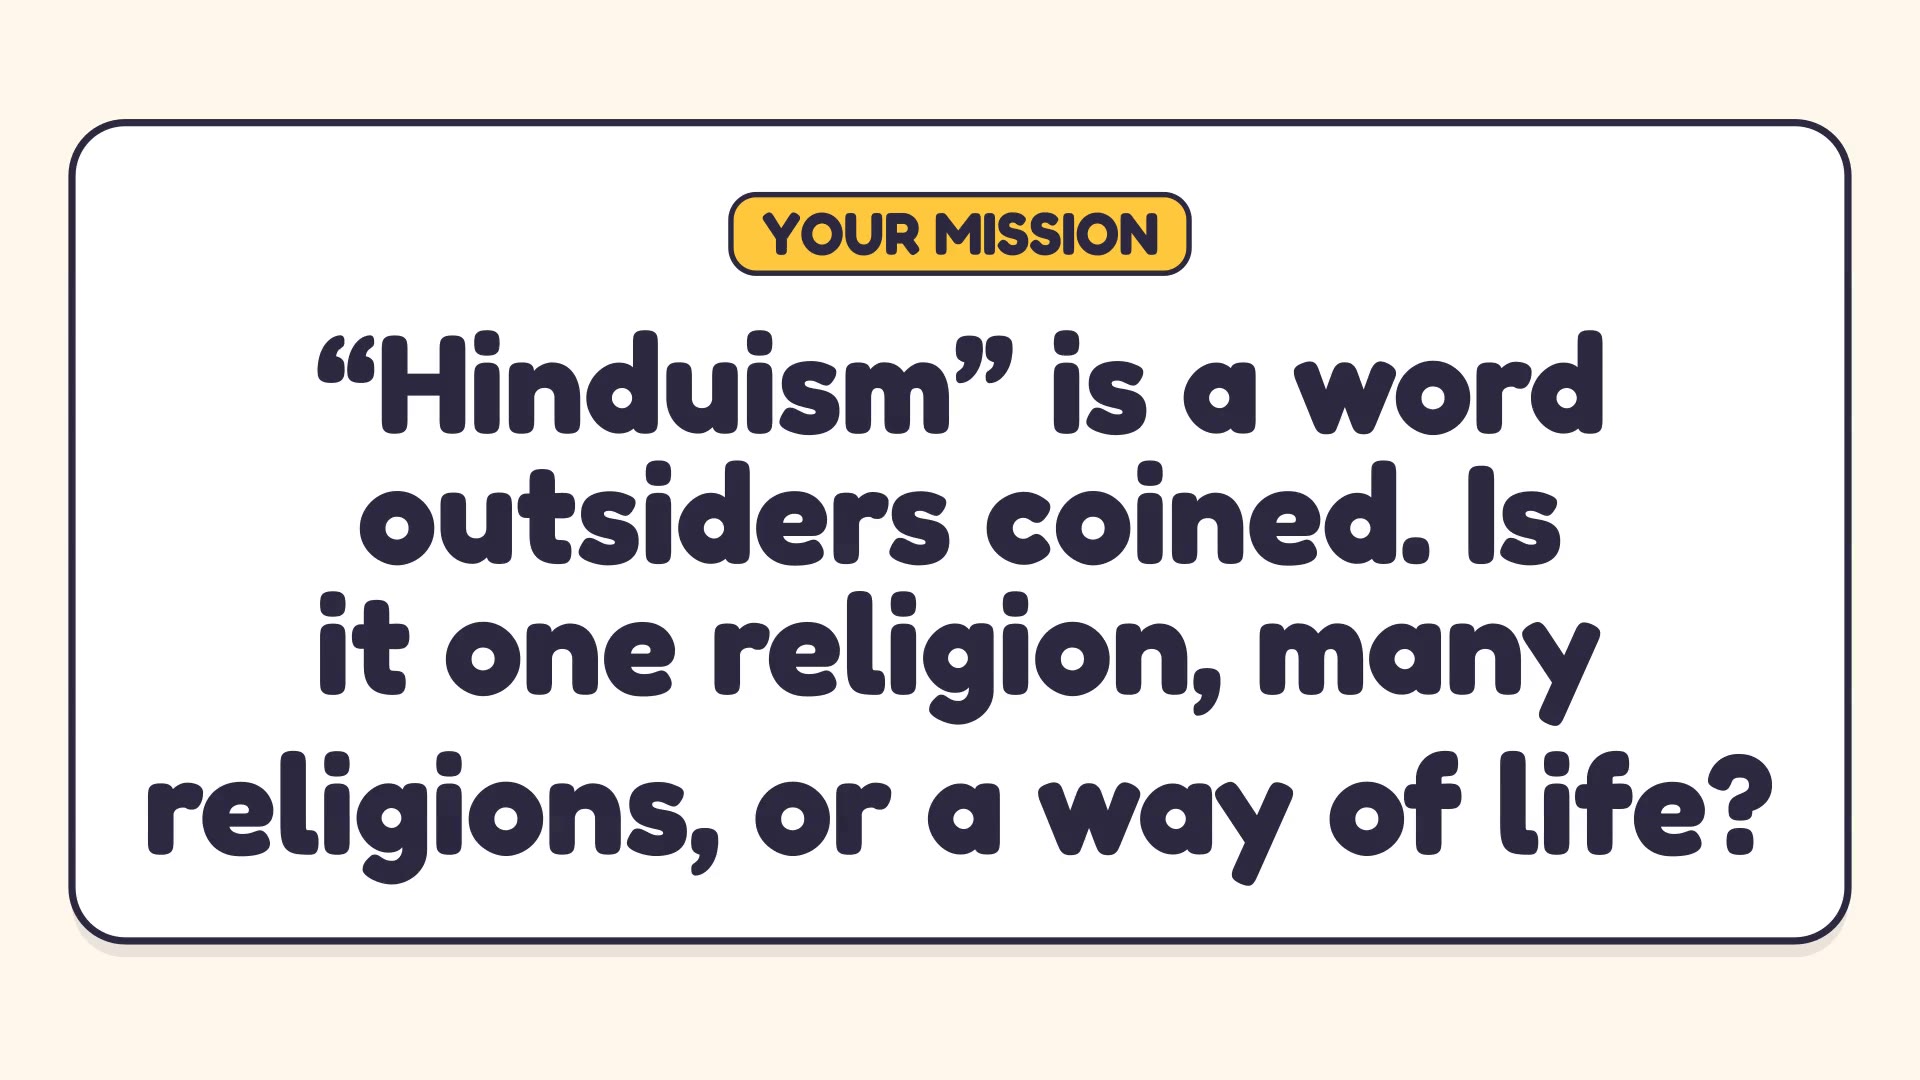 YOUR MISSION
“Hinduism” is a word
outsiders coined. Is
it one religion, many
religions, or a way of life?